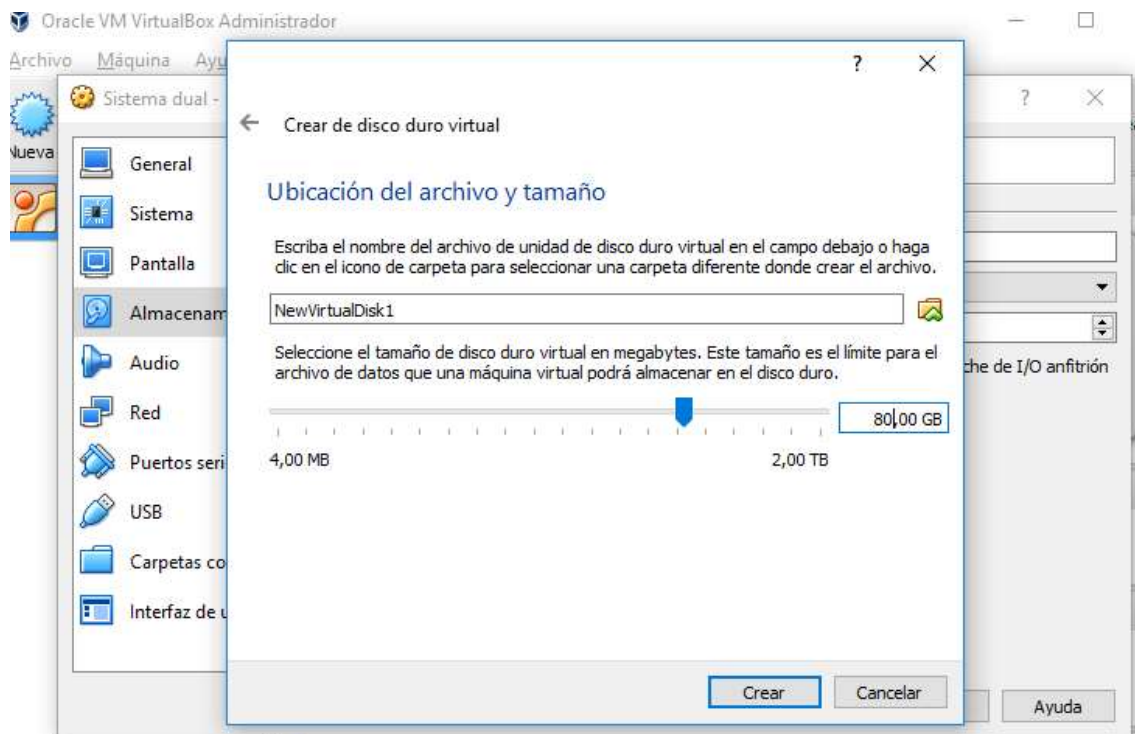 Oracle VM VirtualBox Administrador
Archivo Máquina Ayu
Sistema dual -
?
Nueva
General
Sistema
Pantalla
Almacenam
Audio
Red
Puertos seri
USB
Carpetas co
Interfaz de u
?
Crear de disco duro virtual
Ubicación del archivo y tamaño
Escriba el nombre del archivo de unidad de disco duro virtual en el campo debajo o haga
clic en el icono de carpeta para seleccionar una carpeta diferente donde crear el archivo.
NewVirtualDisk1
Seleccione el tamaño de disco duro virtual en megabytes. Este tamaño es el límite para el
archivo de datos que una máquina virtual podrá almacenar en el disco duro.
80,00 GB
4,00 MB 2,00 TB
Crear Cancelar
che de I/O anfitrión
Ayuda